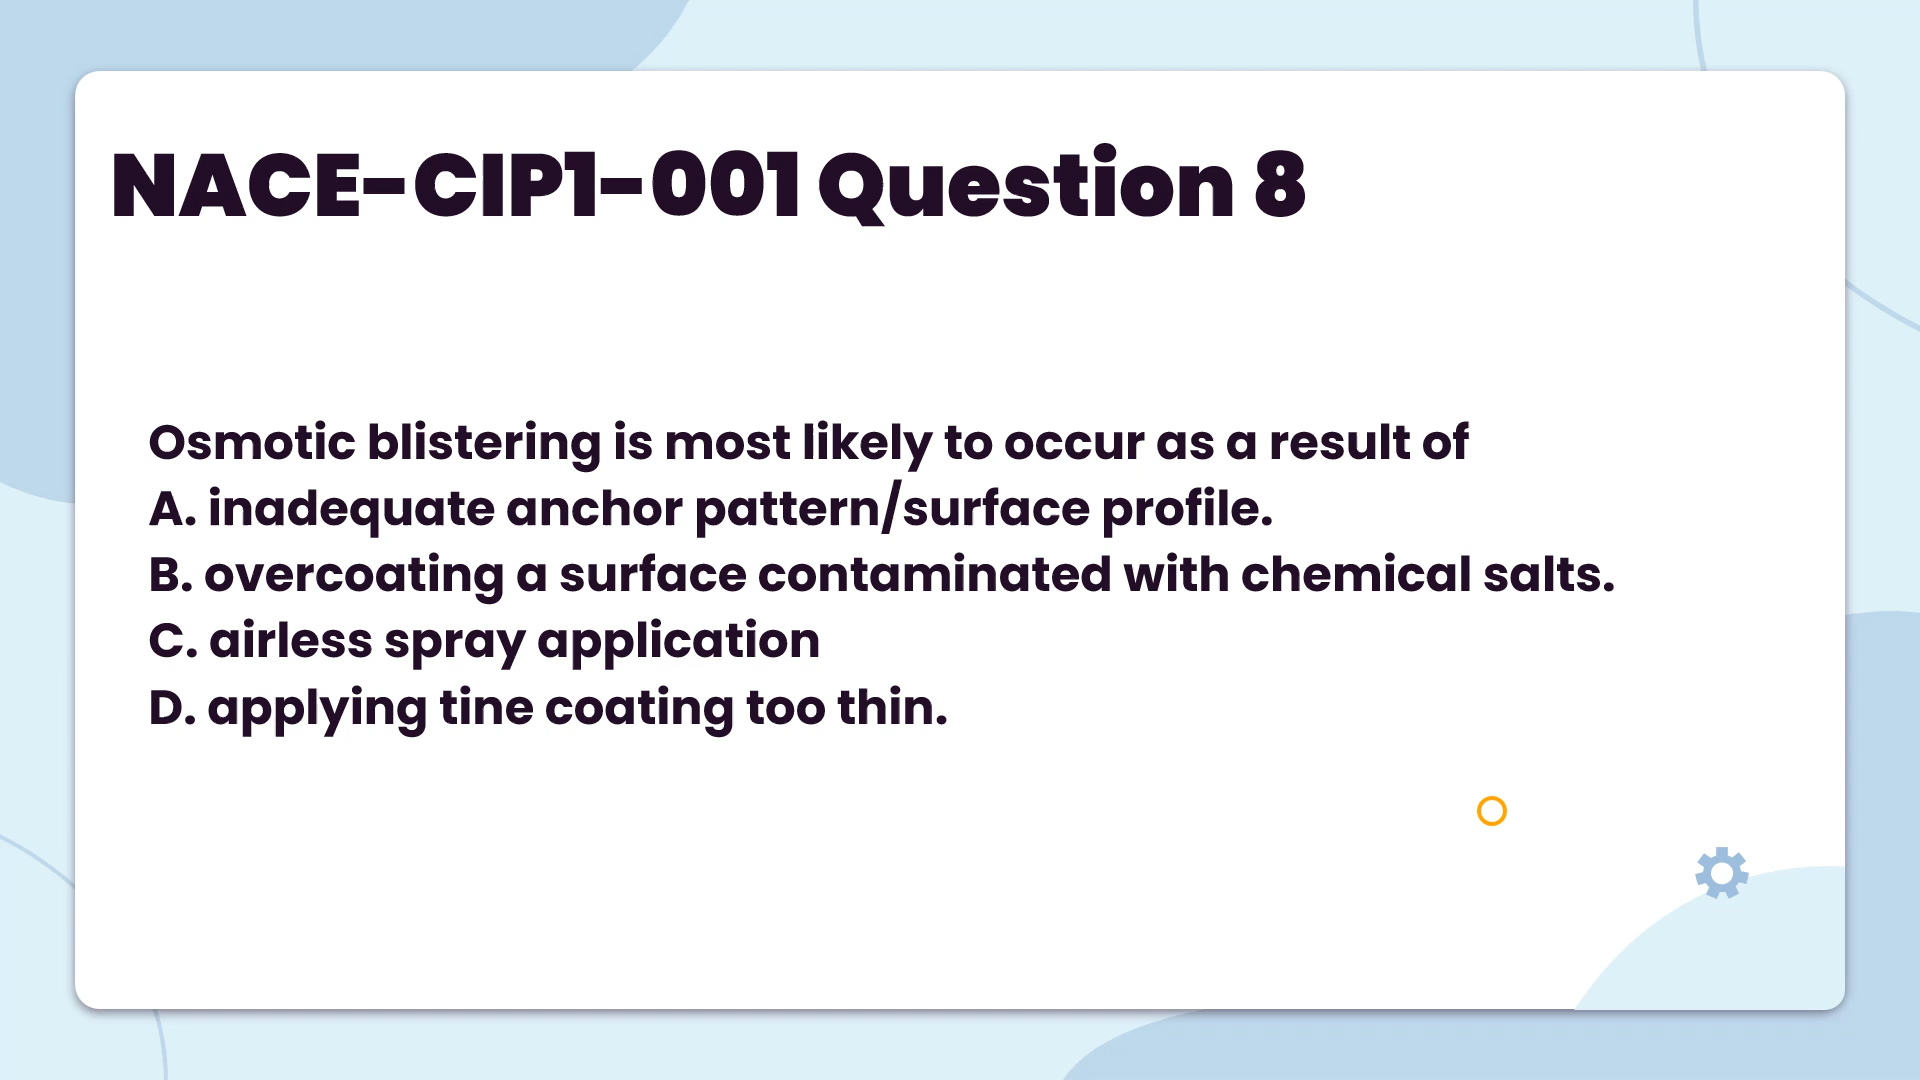 NACE-CIP1-001 Question 8
Osmotic blistering is most likely to occur as a result of
A. inadequate anchor pattern/surface profile.
B. overcoating a surface contaminated with chemical salts.
C. airless spray application
D. applying tine coating too thin.